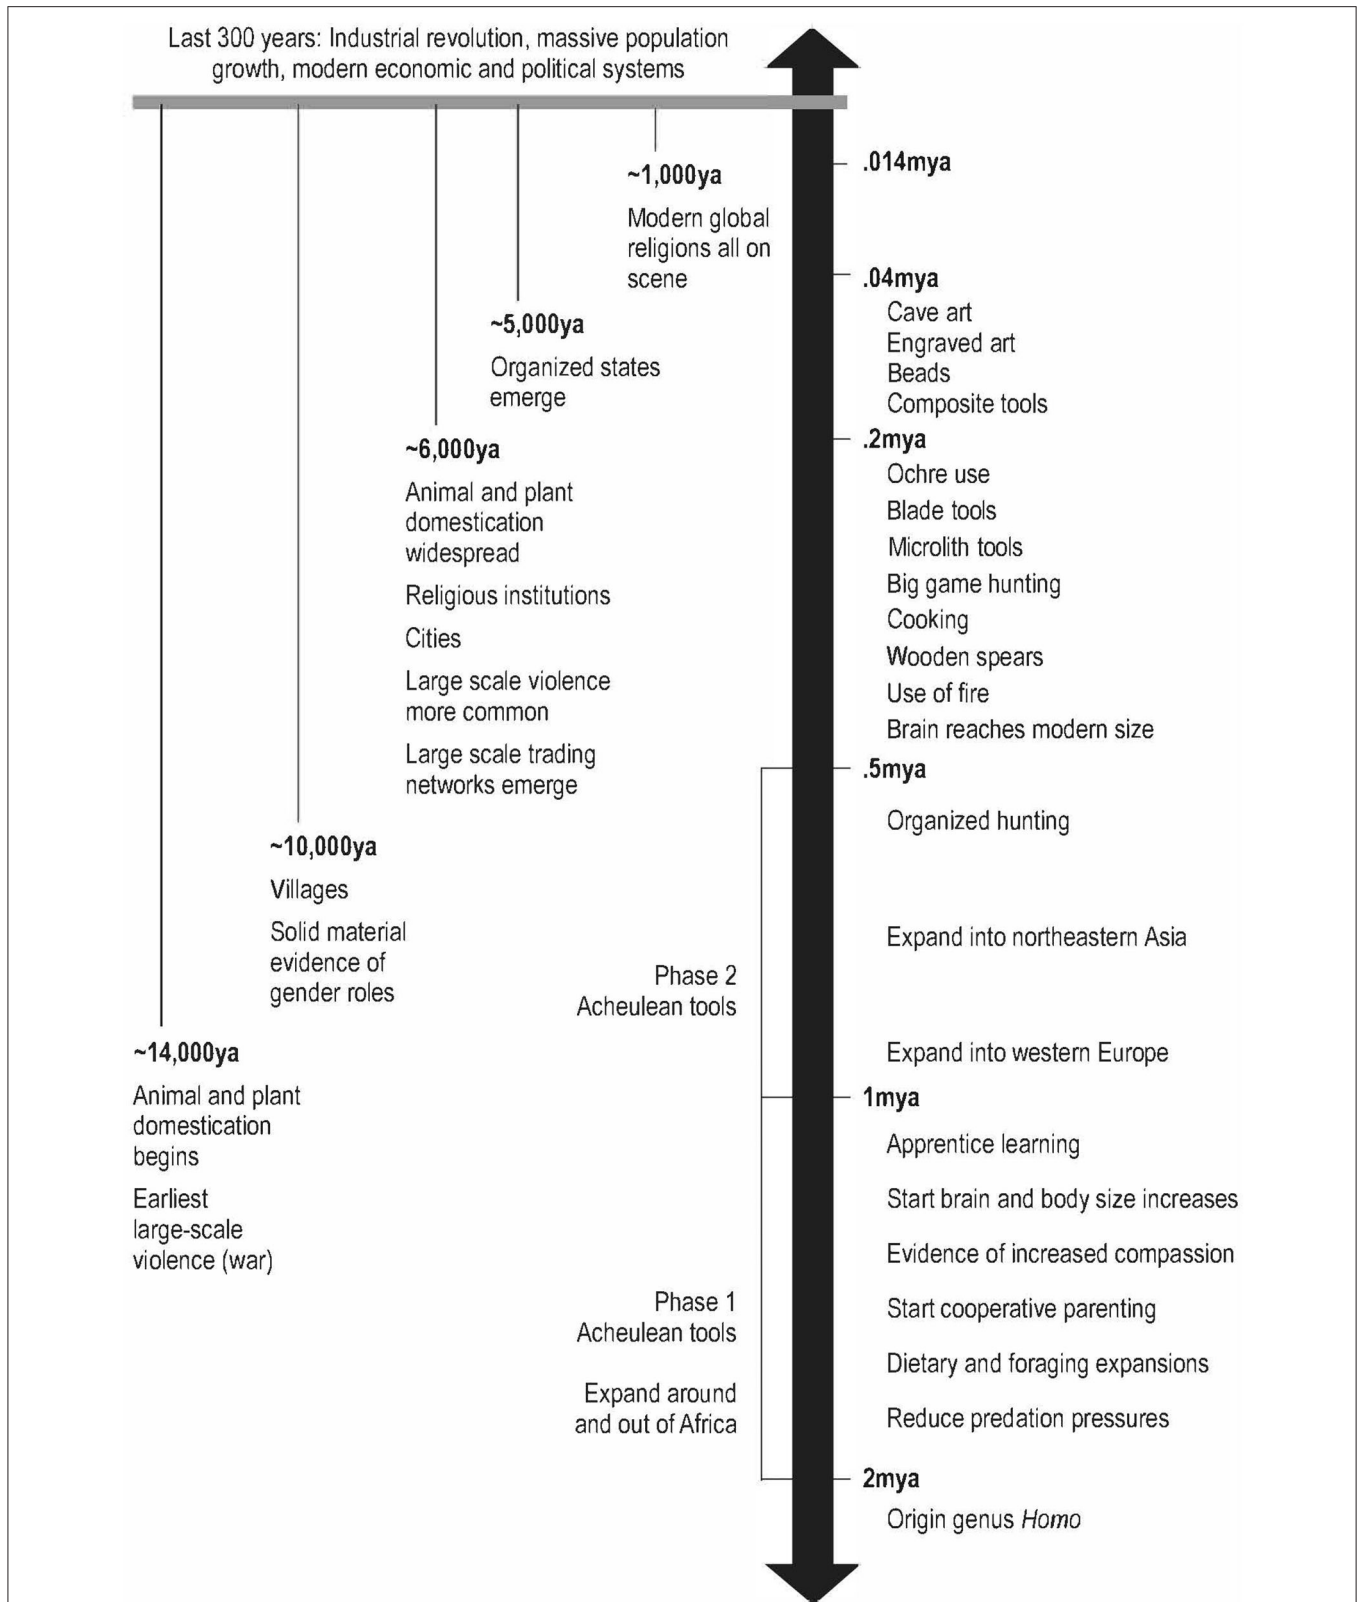 Last 300 years: Industrial revolution, massive population
growth, modern economic and political systems
~1,000ya
Modern global
religions all on
scene
~5,000ya
Organized states
emerge
~6,000ya
Animal and plant
domestication
widespread
Religious institutions
Cities
Large scale violence
more common
Large scale trading
networks emerge
~10,000ya
Villages
Solid material
evidence of
gender roles
~14,000ya
Animal and plant
domestication
begins
Earliest
large-scale
violence (war)
Phase 2
Acheulean tools
Phase 1
Acheulean tools
Expand around
and out of Africa
.014mya
.04mya
Cave art
Engraved art
Beads
Composite tools
.2mya
Ochre use
Blade tools
Microlith tools
Big game hunting
Cooking
Wooden spears
Use of fire
Brain reaches modern size
.5mya
Organized hunting
Expand into northeastern Asia
Expand into western Europe
1mya
Apprentice learning
Start brain and body size increases
Evidence of increased compassion
Start cooperative parenting
Dietary and foraging expansions
Reduce predation pressures
2mya
Origin genus Homo